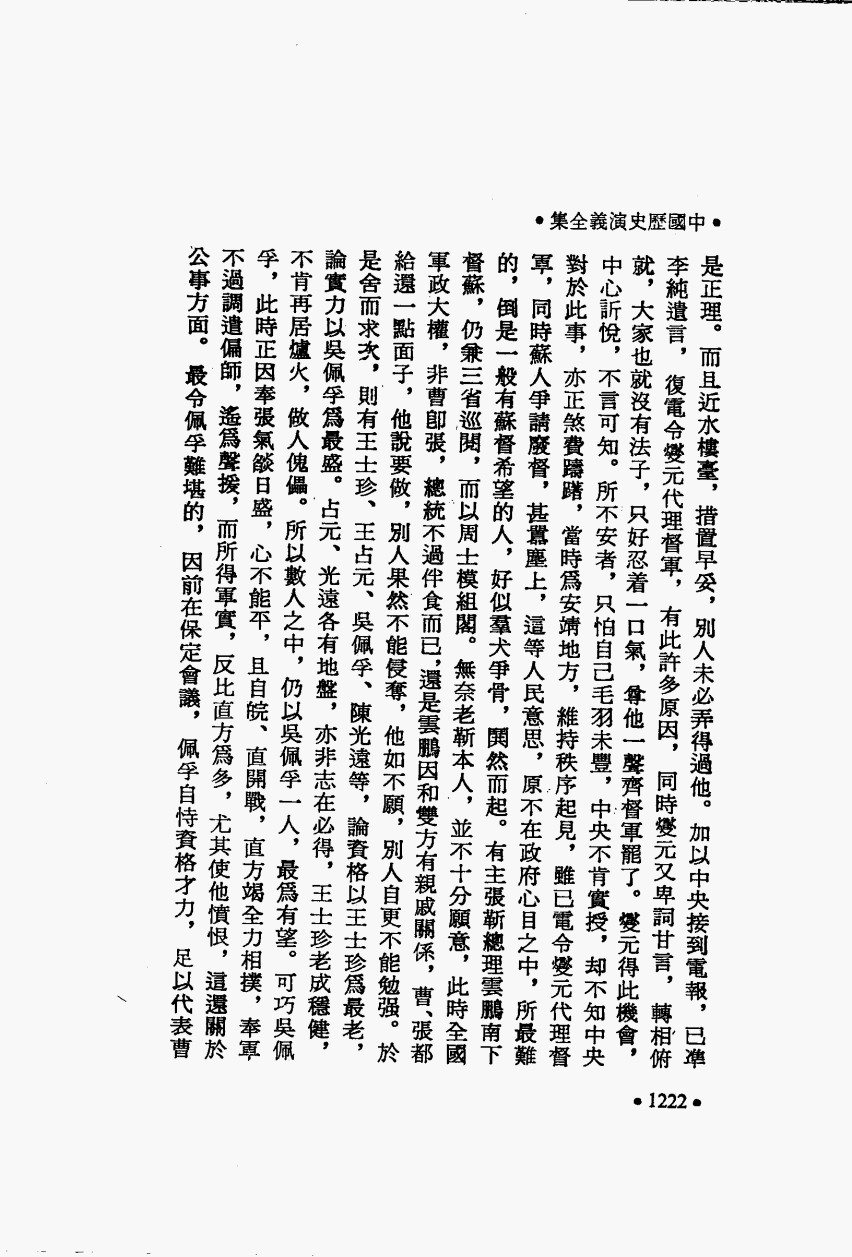 •中國歷史演義全集•
是正理。而且近水樓臺，措置早妥，別人未必弄得過他。加以中央接到電報，已準
李純遺言，復電令燮元代理督軍，有此許多原因，同時燮元又卑詞甘言，轉相俯
就，大家也就沒有法子，只好忍着一口氣，尊他一聲齊督軍罷了。燮元得此機會，
中心訢悅，不言可知。所不安者，只怕自己毛羽未豐，中央不肯實授，却不知中央
對於此事，亦正煞費躊躇，當時爲安靖地方，維持秩序起見，雖已電令燮元代理督
軍，同時蘇人爭請廢督，甚囂塵上，這等人民意思，原不在政府心目之中，所最難
的，倒是一般有蘇督希望的人，好似羣犬爭骨，鬨然而起。有主張靳總理雲鵬南下
督蘇，仍兼三省巡閱，而以周士模組閣。無奈老靳本人，並不十分願意，此時全國
軍政大權，非曹卽張，總統不過伴食而已，還是雲鵬因和雙方有親戚關係，曹、張都
給還一點面子，他說要做，別人果然不能侵奪，他如不願，別人自更不能勉强。於
是舍而求次，則有王士珍、王占元、吳佩孚、陳光遠等，論資格以王士珍爲最老，
論實力以吳佩孚爲最盛。占元、光遠各有地盤，亦非志在必得，王士珍老成穩健，
不肯再居爐火，做人傀儡。所以數人之中，仍以吳佩孚一人，最爲有望。可巧吳佩
孚，此時正因奉張氣燄日盛，心不能平，且自皖、直開戰，直方竭全力相撲，奉軍
不過調遣偏師，遙爲聲援，而所得軍實，反比直方爲多，尤其使他憤恨，這還關於
公事方面。最令佩孚難堪的，因前在保定會議，佩孚自恃資格才力，足以代表曹
•1222•